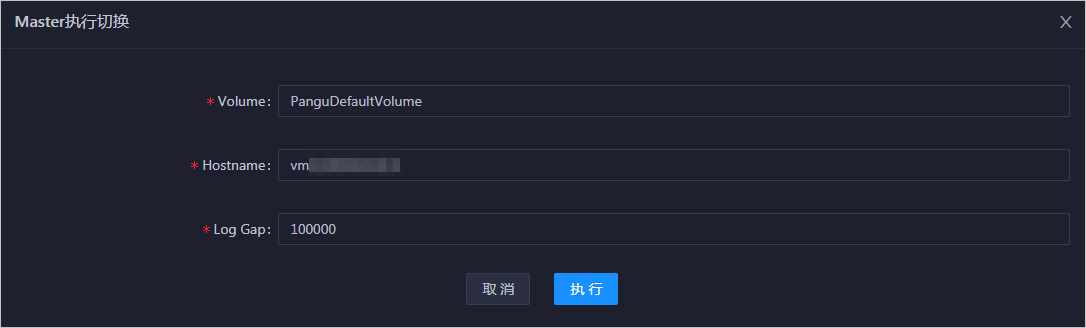 Master执行切换
* Volume: PanguDefaultVolume
* Hostname: vm
* Log Gap: 100000
取 消 执 行